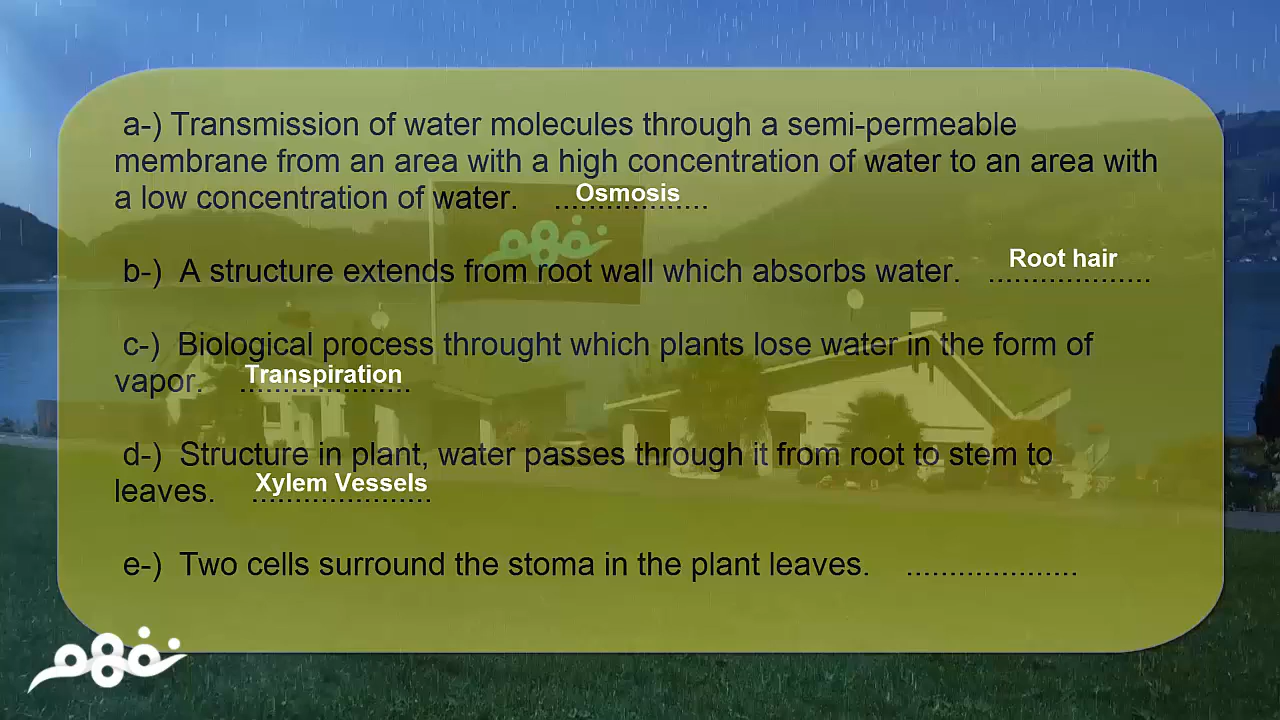 a-) Transmission of water molecules through a semi-permeable
membrane from an area with a high concentration of water to an area with
a low concentration of water. .................. Osmosis
b-) A structure extends from root wall which absorbs water. ................... Root hair
c-) Biological process throught which plants lose water in the form of
vapor. .................... Transpiration
d-) Structure in plant, water passes through it from root to stem to
leaves. ..................... Xylem Vessels
e-) Two cells surround the stoma in the plant leaves. ....................
نفهم
نفهم